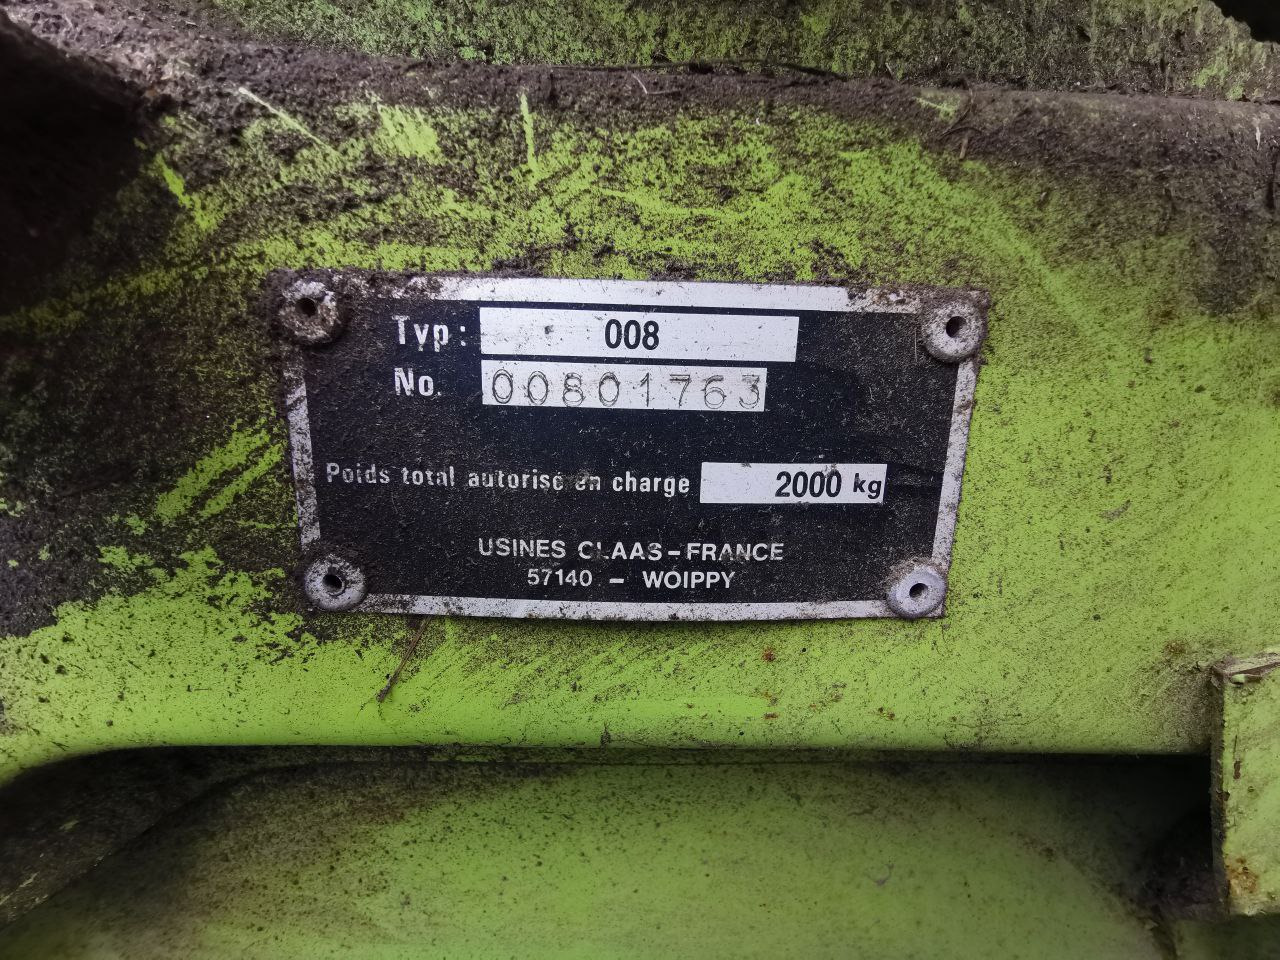 Typ: 008
No. 00801763
Poids total autorisé en charge 2000 kg
USINES CLAAS-FRANCE
57140 - WOIPPY